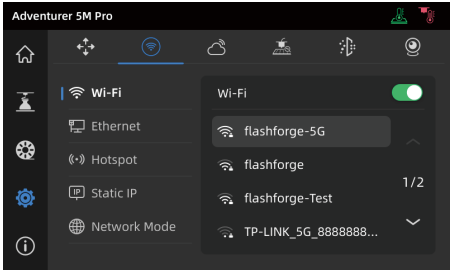 Adventurer 5M Pro
Wi-Fi
Ethernet
Hotspot
IP
Static IP
Network Mode
Wi-Fi
flashforge-5G
flashforge
flashforge-Test
TP-LINK_5G_8888888...
1/2